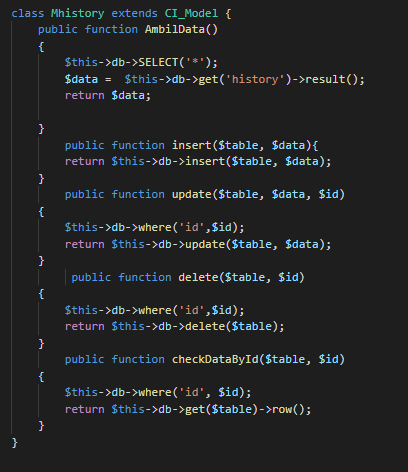 class Mhistory extends CI_Model {
    public function AmbilData()
    {
        $this->db->SELECT('*');
        $data =  $this->db->get('history')->result();
        return $data;

    }
        public function insert($table, $data){
        return $this->db->insert($table, $data);
    }
        public function update($table, $data, $id)
    {
        $this->db->where('id',$id);
        return $this->db->update($table, $data);
    }
         public function delete($table, $id)
    {
        $this->db->where('id',$id);
        return $this->db->delete($table);
    }
        public function checkDataById($table, $id)
    {
        $this->db->where('id', $id);
        return $this->db->get($table)->row();
    }
}